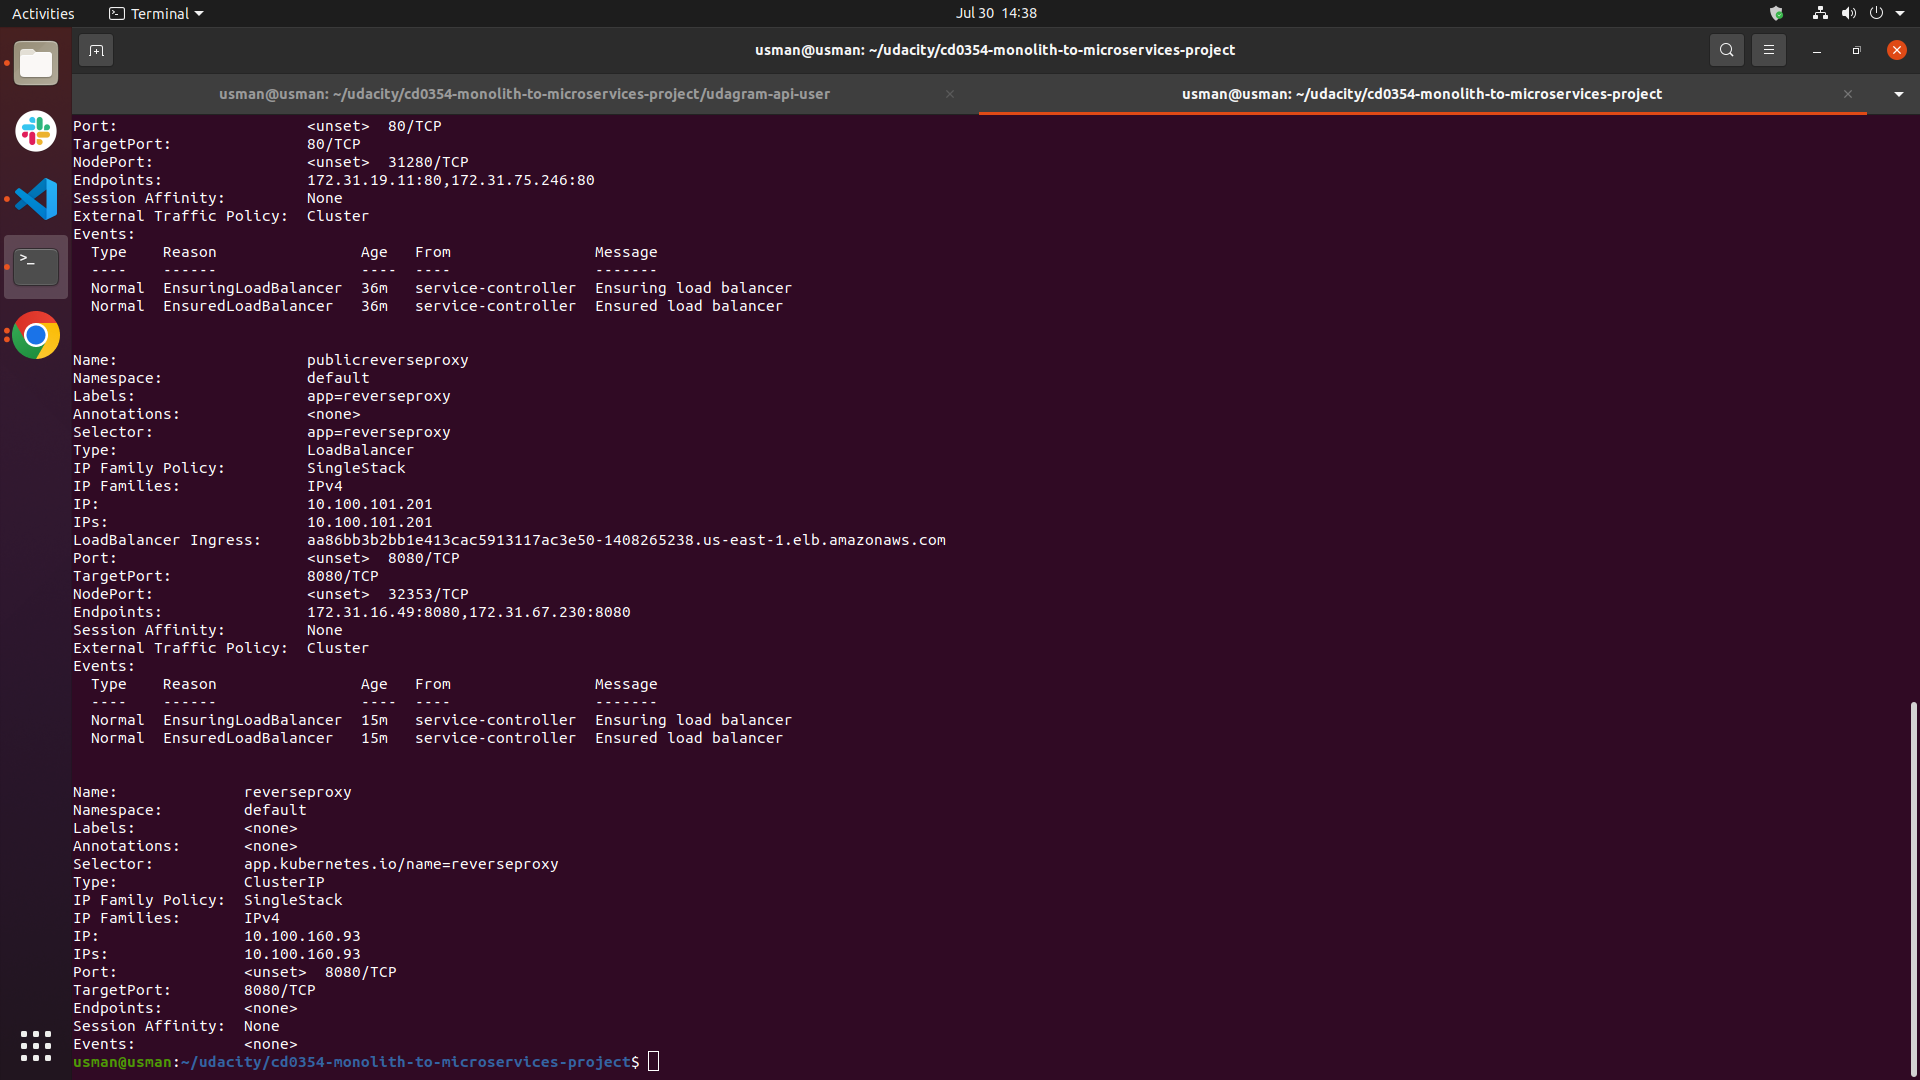 Activities
Terminal
Jul 30 14:38
usman@usman: ~/udacity/cd0354-monolith-to-microservices-project
usman@usman: ~/udacity/cd0354-monolith-to-microservices-project/udagram-api-user
usman@usman: ~/udacity/cd0354-monolith-to-microservices-project
Port: <unset> 80/TCP
TargetPort: 80/TCP
NodePort: <unset> 31280/TCP
Endpoints: 172.31.19.11:80,172.31.75.246:80
Session Affinity: None
External Traffic Policy: Cluster
Events:
Type Reason Age From Message
---- ------ ---- ---- -------
Normal EnsuringLoadBalancer 36m service-controller Ensuring load balancer
Normal EnsuredLoadBalancer 36m service-controller Ensured load balancer
Name: publicreverseproxy
Namespace: default
Labels: app=reverseproxy
Annotations: <none>
Selector: app=reverseproxy
Type: LoadBalancer
IP Family Policy: SingleStack
IP Families: IPv4
IP: 10.100.101.201
IPs: 10.100.101.201
LoadBalancer Ingress: aa86bb3b2bb1e413cac5913117ac3e50-1408265238.us-east-1.elb.amazonaws.com
Port: <unset> 8080/TCP
TargetPort: 8080/TCP
NodePort: <unset> 32353/TCP
Endpoints: 172.31.16.49:8080,172.31.67.230:8080
Session Affinity: None
External Traffic Policy: Cluster
Events:
Type Reason Age From Message
---- ------ ---- ---- -------
Normal EnsuringLoadBalancer 15m service-controller Ensuring load balancer
Normal EnsuredLoadBalancer 15m service-controller Ensured load balancer
Name: reverseproxy
Namespace: default
Labels: <none>
Annotations: <none>
Selector: app.kubernetes.io/name=reverseproxy
Type: ClusterIP
IP Family Policy: SingleStack
IP Families: IPv4
IP: 10.100.160.93
IPs: 10.100.160.93
Port: <unset> 8080/TCP
TargetPort: 8080/TCP
Endpoints: <none>
Session Affinity: None
Events: <none>
usman@usman:~/udacity/cd0354-monolith-to-microservices-project$